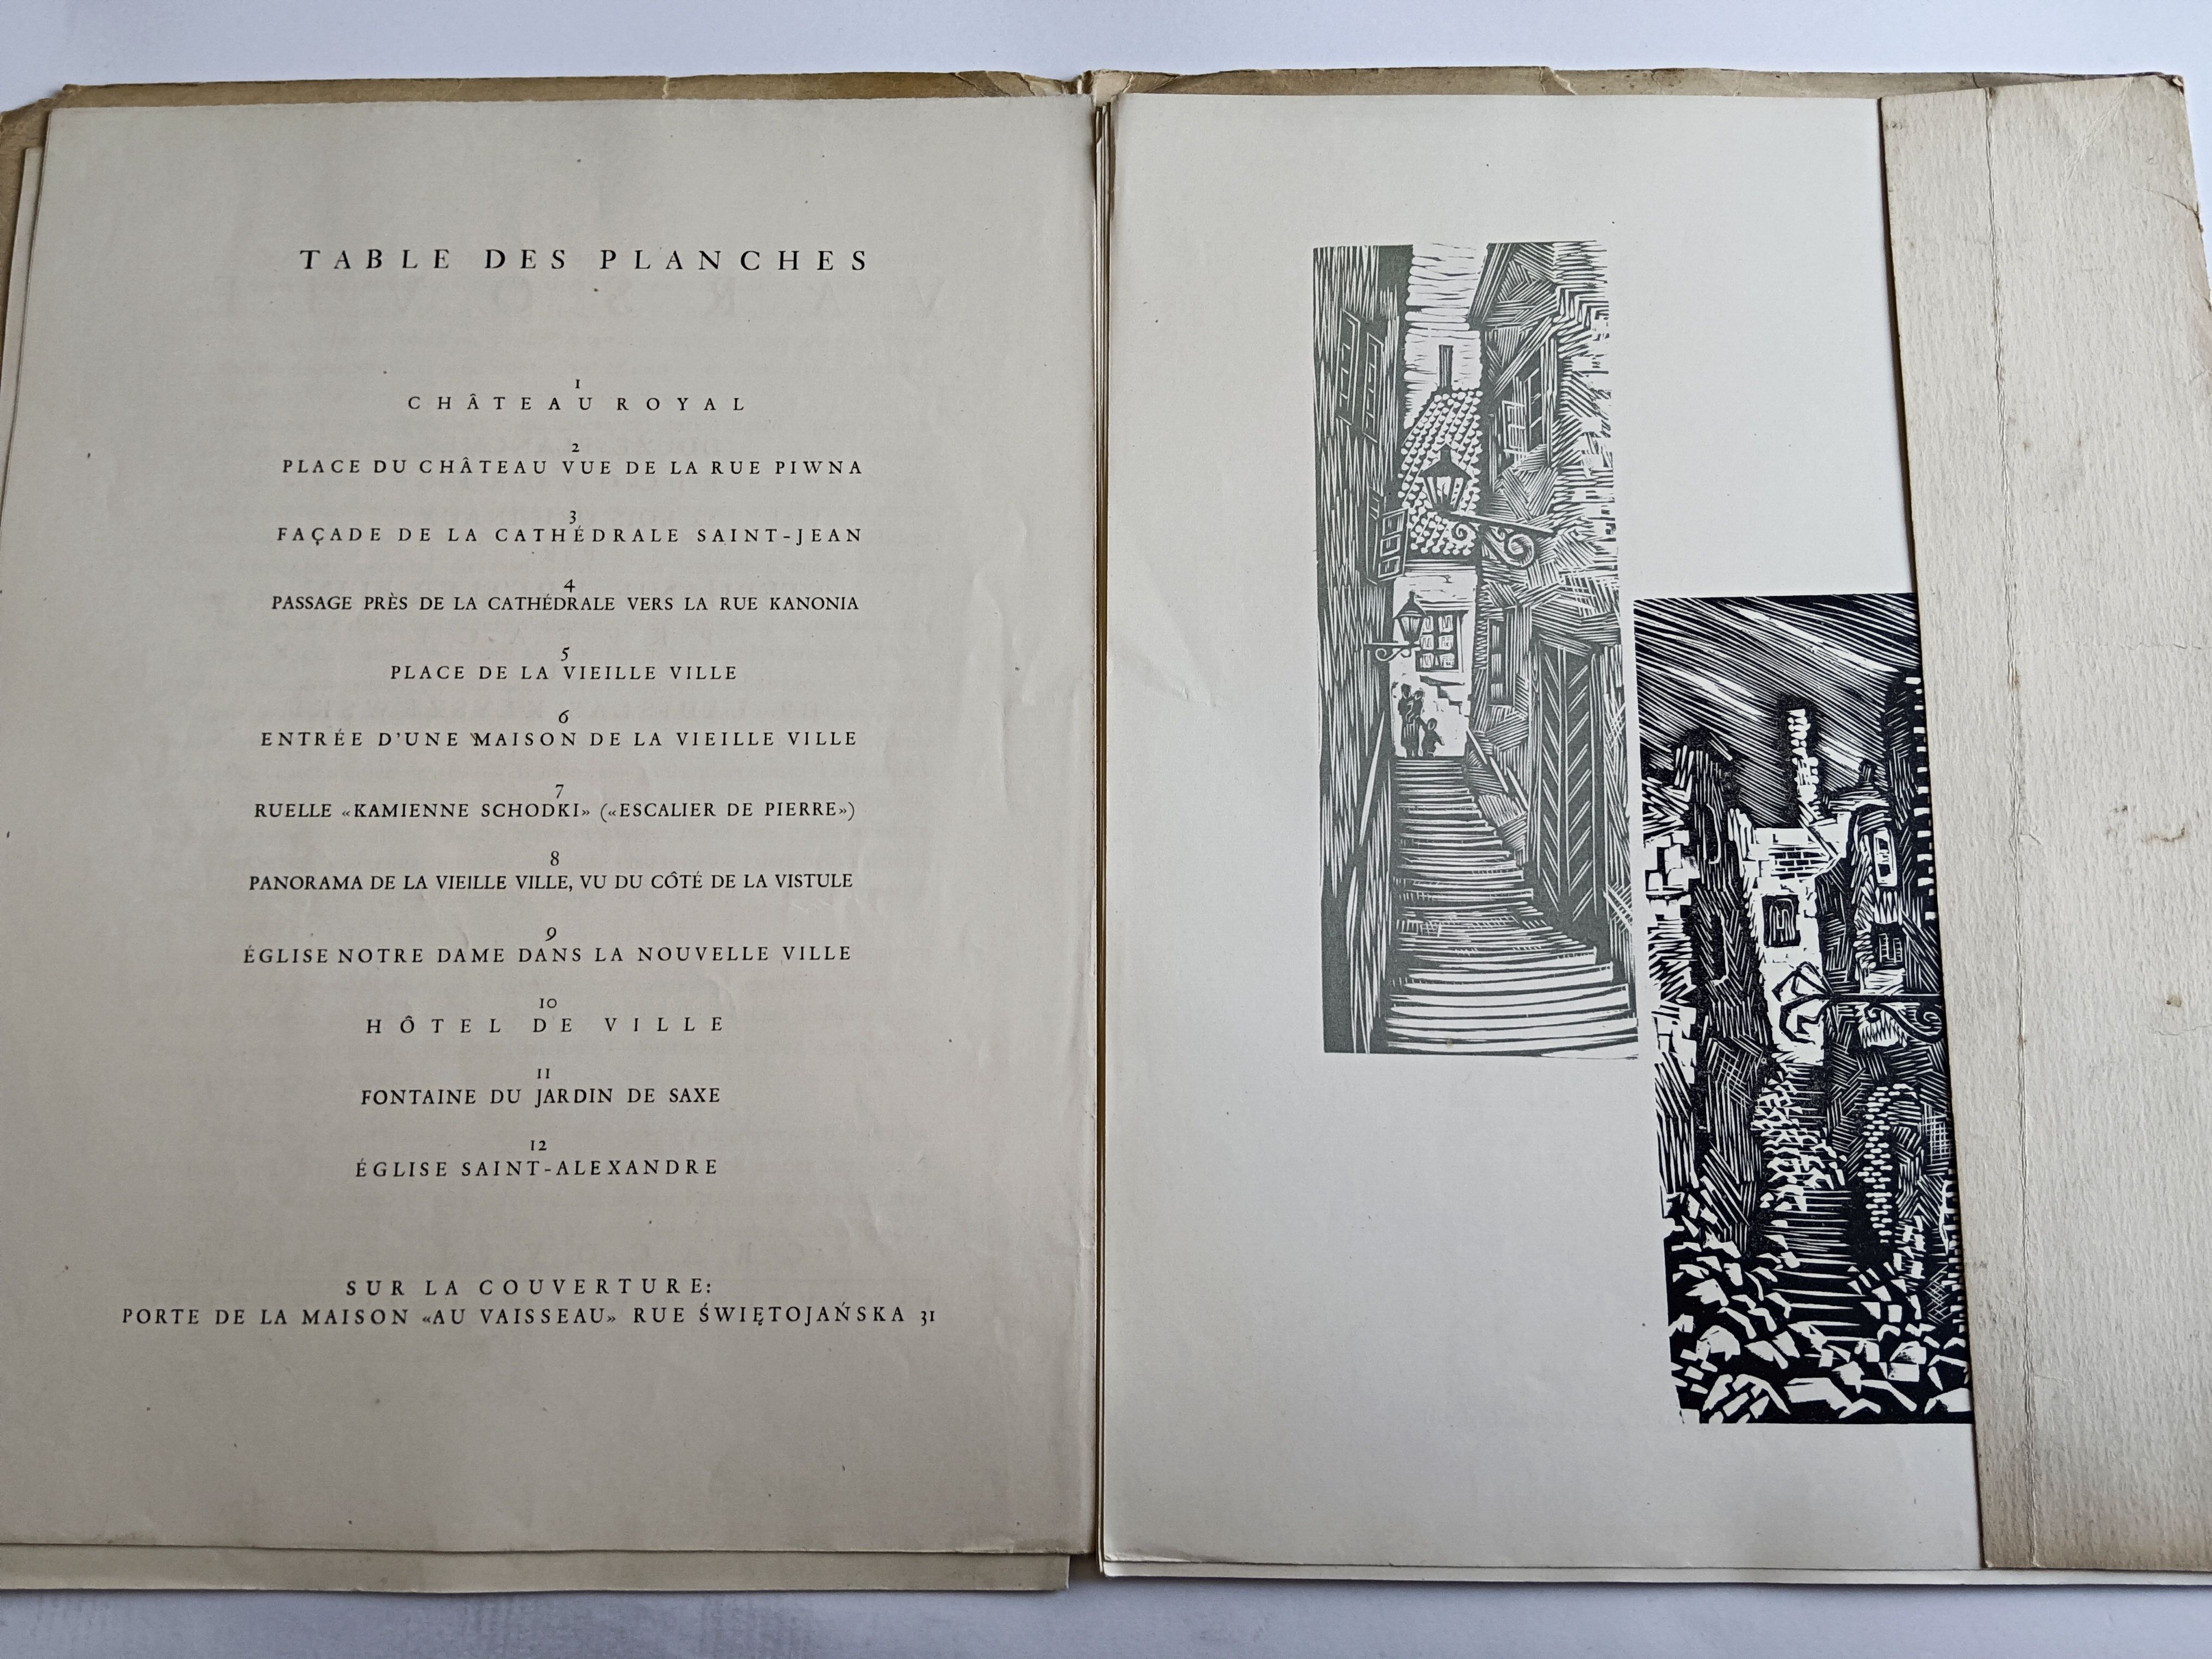 TABLE DES PLANCHES
1
CHÂTEAU ROYAL
2
PLACE DU CHÂTEAU VUE DE LA RUE PIWNA
3
FAÇADE DE LA CATHÉDRALE SAINT-JEAN
4
PASSAGE PRÈS DE LA CATHÉDRALE VERS LA RUE KANONIA
5
PLACE DE LA VIEILLE VILLE
6
ENTRÉE D'UNE MAISON DE LA VIEILLE VILLE
7
RUELLE «KAMIENNE SCHODKI» («ESCALIER DE PIERRE»)
8
PANORAMA DE LA VIEILLE VILLE, VU DU CÔTÉ DE LA VISTULE
9
ÉGLISE NOTRE DAME DANS LA NOUVELLE VILLE
10
HÔTEL DE VILLE
11
FONTAINE DU JARDIN DE SAXE
12
ÉGLISE SAINT-ALEXANDRE
SUR LA COUVERTURE:
PORTE DE LA MAISON «AU VAISSEAU» RUE ŚWIĘTOJAŃSKA 31